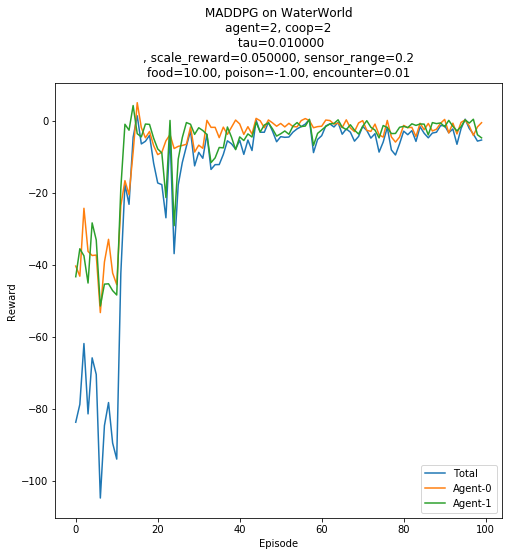 MADDPG on WaterWorld
agent=2, coop=2
tau=0.010000
, scale_reward=0.050000, sensor_range=0.2
food=10.00, poison=-1.00, encounter=0.01
0
−20
−40
−60
−80
−100
Reward
0
20
40
60
80
100
Episode
Total
Agent-0
Agent-1